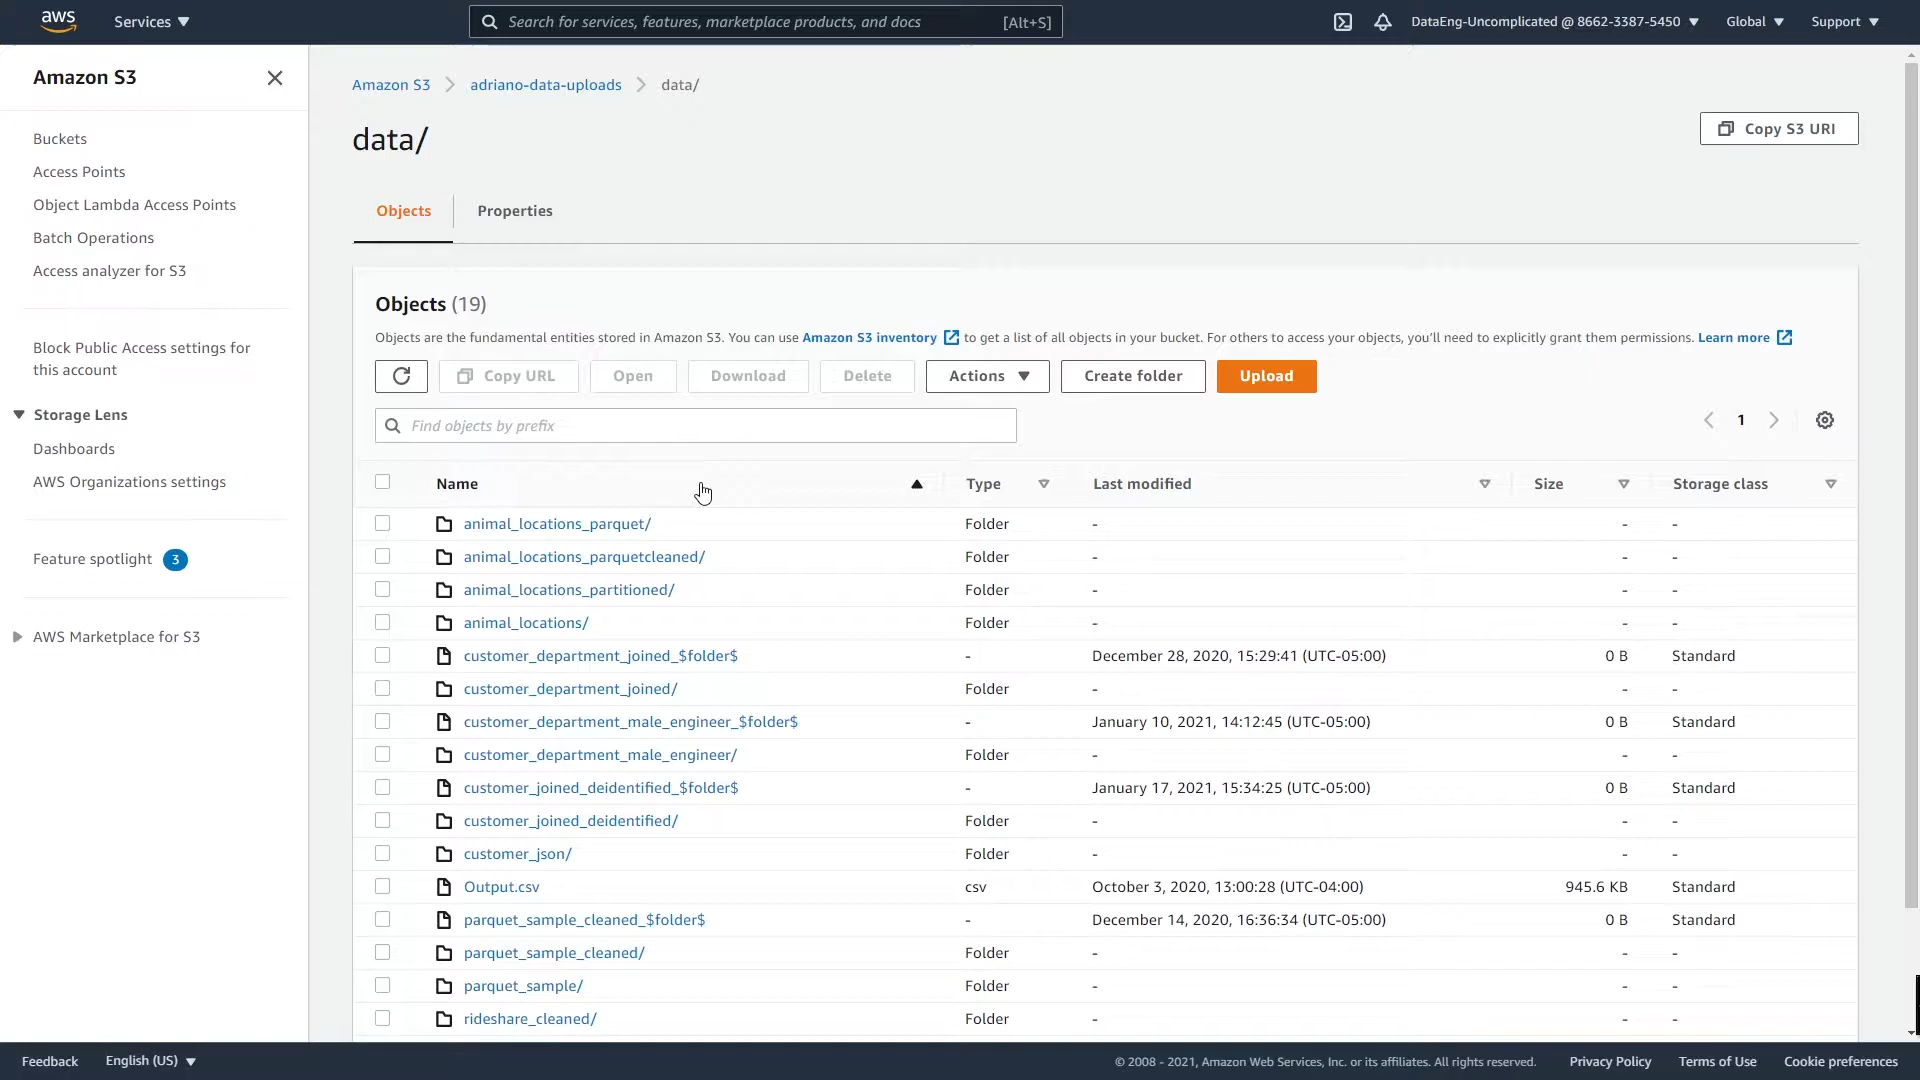 aws Services Search for services, features, marketplace products, and docs [Alt+S] DataEng-Uncomplicated @ 8662-3387-5450 Global Support
Amazon S3
Buckets
Access Points
Object Lambda Access Points
Batch Operations
Access analyzer for S3
Block Public Access settings for
this account
Storage Lens
Dashboards
AWS Organizations settings
Feature spotlight 3
AWS Marketplace for S3
Amazon S3 adriano-data-uploads data/
data/
Copy S3 URI
Objects Properties
Objects (19)
Objects are the fundamental entities stored in Amazon S3. You can use Amazon S3 inventory to get a list of all objects in your bucket. For others to access your objects, you'll need to explicitly grant them permissions. Learn more
Copy URL Open Download Delete Actions Create folder Upload
Find objects by prefix 1
Name Type Last modified Size Storage class
animal_locations_parquet/ Folder - - -
animal_locations_parquetcleaned/ Folder - - -
animal_locations_partitioned/ Folder - - -
animal_locations/ Folder - - -
customer_department_joined_$folder$ - December 28, 2020, 15:29:41 (UTC-05:00) 0 B Standard
customer_department_joined/ Folder - - -
customer_department_male_engineer_$folder$ - January 10, 2021, 14:12:45 (UTC-05:00) 0 B Standard
customer_department_male_engineer/ Folder - - -
customer_joined_deidentified_$folder$ - January 17, 2021, 15:34:25 (UTC-05:00) 0 B Standard
customer_joined_deidentified/ Folder - - -
customer_json/ Folder - - -
Output.csv csv October 3, 2020, 13:00:28 (UTC-04:00) 945.6 KB Standard
parquet_sample_cleaned_$folder$ - December 14, 2020, 16:36:34 (UTC-05:00) 0 B Standard
parquet_sample_cleaned/ Folder - - -
parquet_sample/ Folder - - -
rideshare_cleaned/ Folder - - -
Feedback English (US) © 2008 - 2021, Amazon Web Services, Inc. or its affiliates. All rights reserved. Privacy Policy Terms of Use Cookie preferences